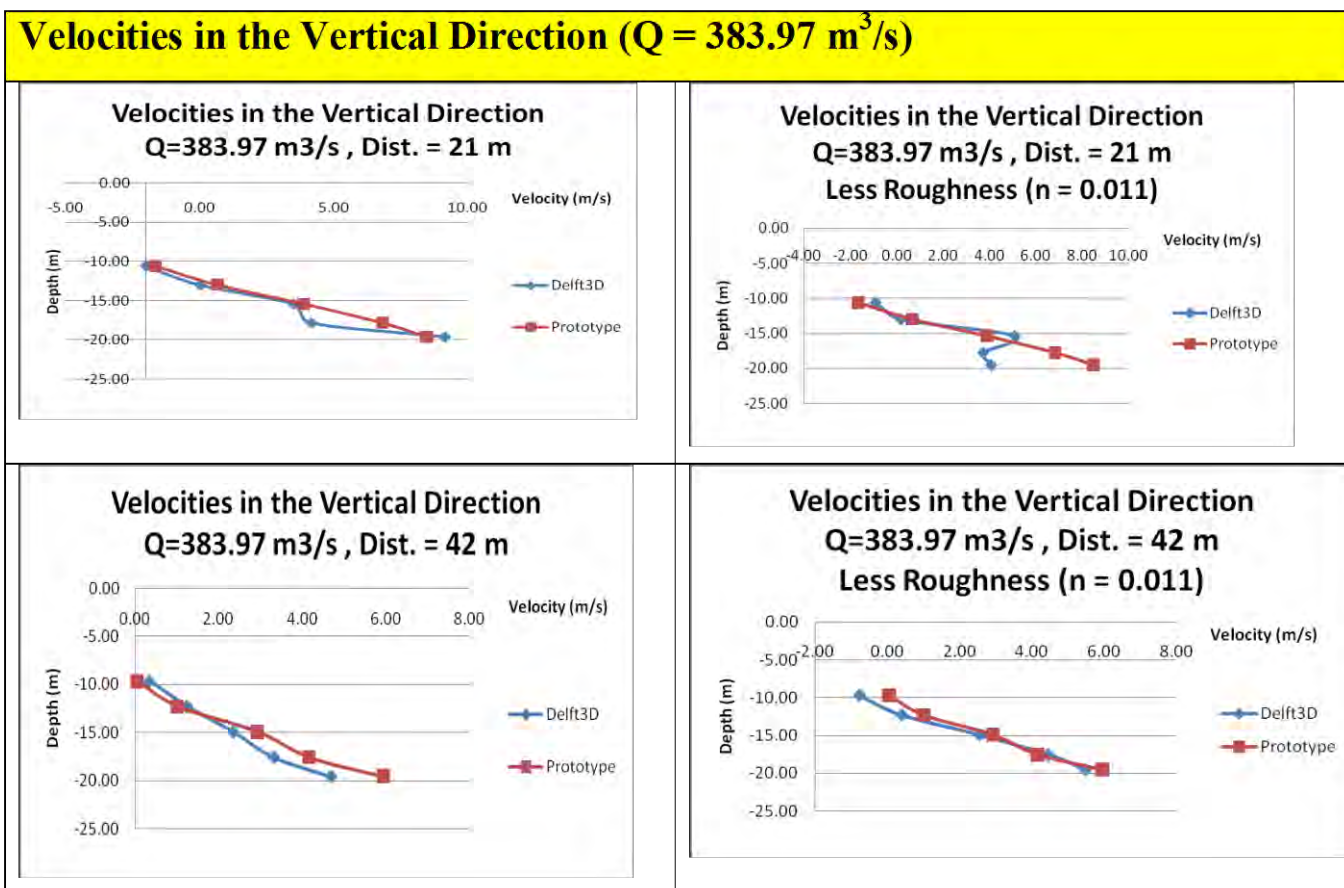 Velocities in the Vertical Direction (Q = 383.97 m³/s)
Velocities in the Vertical Direction
Q=383.97 m3/s , Dist. = 21 m
0.00
-5.00 0.00 5.00 10.00
Velocity (m/s)
-5.00
-10.00
-15.00
-20.00
-25.00
Depth (m)
Delft3D
Prototype
Velocities in the Vertical Direction
Q=383.97 m3/s , Dist. = 21 m
Less Roughness (n = 0.011)
0.00
-4.00 -2.00 0.00 2.00 4.00 6.00 8.00 10.00
Velocity (m/s)
-5.00
-10.00
-15.00
-20.00
-25.00
Depth (m)
Delft3D
Prototype
Velocities in the Vertical Direction
Q=383.97 m3/s , Dist. = 42 m
0.00
0.00 2.00 4.00 6.00 8.00
Velocity (m/s)
-5.00
-10.00
-15.00
-20.00
-25.00
Depth (m)
Delft3D
Prototype
Velocities in the Vertical Direction
Q=383.97 m3/s , Dist. = 42 m
Less Roughness (n = 0.011)
0.00
-2.00 0.00 2.00 4.00 6.00 8.00
Velocity (m/s)
-5.00
-10.00
-15.00
-20.00
-25.00
Depth (m)
Delft3D
Prototype